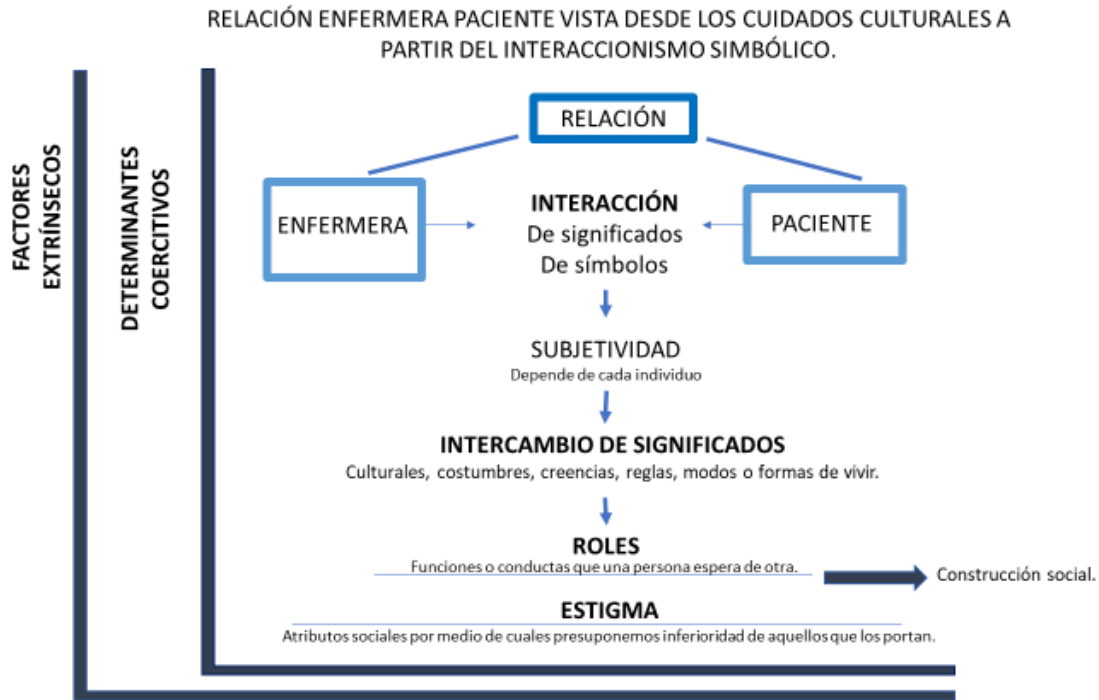 RELACIÓN ENFERMERA PACIENTE VISTA DESDE LOS CUIDADOS CULTURALES A
PARTIR DEL INTERACCIONISMO SIMBÓLICO.
FACTORES
EXTRÍNSECOS
DETERMINANTES
COERCITIVOS
RELACIÓN
ENFERMERA
INTERACCIÓN
De significados
De símbolos
PACIENTE
SUBJETIVIDAD
Depende de cada individuo
INTERCAMBIO DE SIGNIFICADOS
Culturales, costumbres, creencias, reglas, modos o formas de vivir.
ROLES
Funciones o conductas que una persona espera de otra.
Construcción social.
ESTIGMA
Atributos sociales por medio de cuales presuponemos inferioridad de aquellos que los portan.